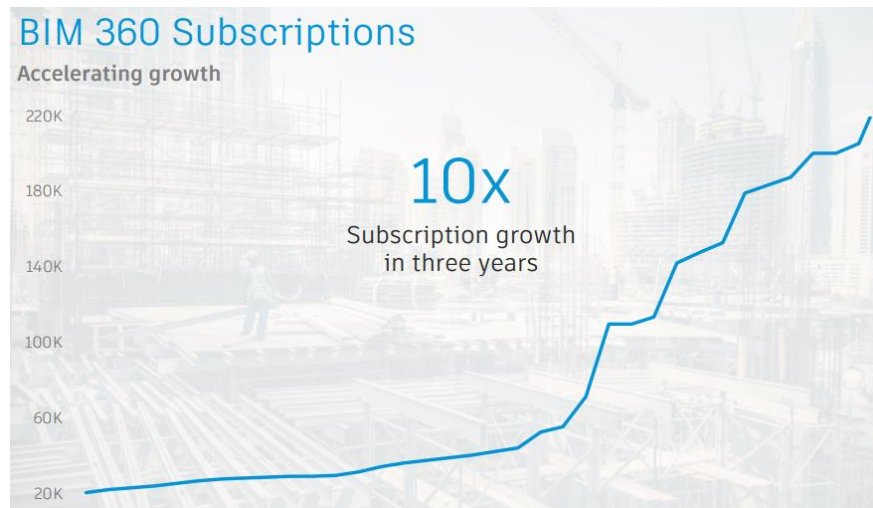 BIM 360 Subscriptions
Accelerating growth
220K
180K
10x
Subscription growth
in three years
140K
100K
60K
20K